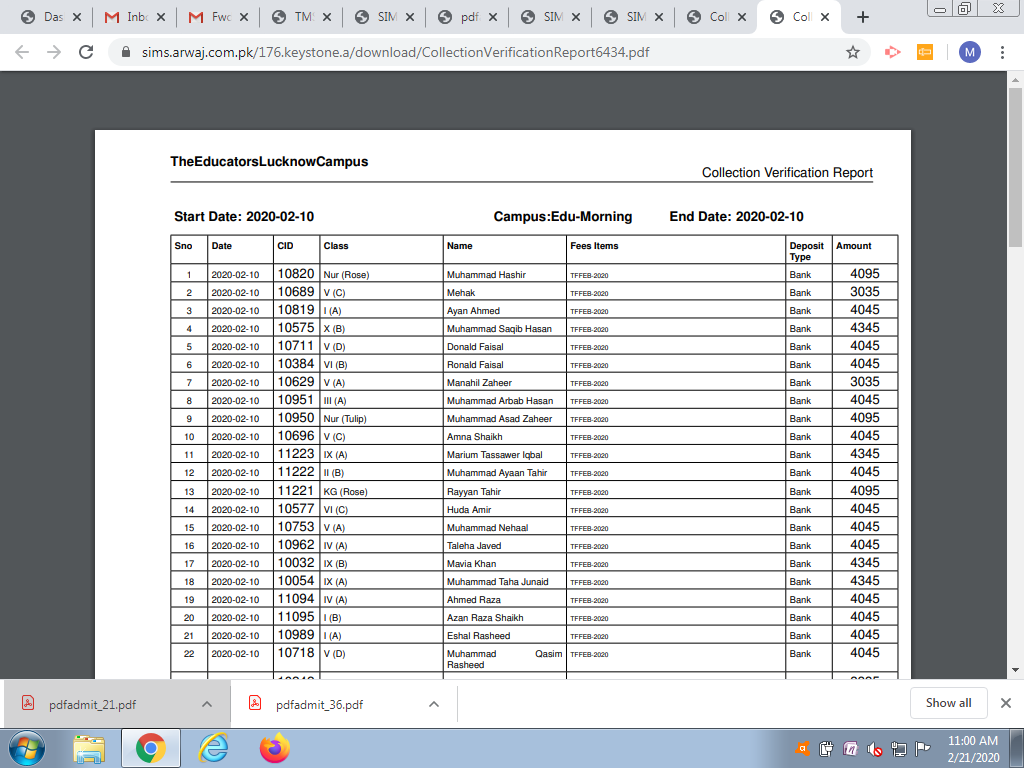 Das
Inb
Fwd
TMS
SIM
pdf
SIM
SIM
Coll
Coll
sims.arwaj.com.pk/176.keystone.a/download/CollectionVerificationReport6434.pdf
M
TheEducatorsLucknowCampus
Collection Verification Report
Start Date: 2020-02-10 Campus:Edu-Morning End Date: 2020-02-10
Sno Date CID Class Name Fees Items Deposit Type Amount
1 2020-02-10 10820 Nur (Rose) Muhammad Hashir TFFEB-2020 Bank 4095
2 2020-02-10 10689 V (C) Mehak TFFEB-2020 Bank 3035
3 2020-02-10 10819 I (A) Ayan Ahmed TFFEB-2020 Bank 4045
4 2020-02-10 10575 X (B) Muhammad Saqib Hasan TFFEB-2020 Bank 4345
5 2020-02-10 10711 V (D) Donald Faisal TFFEB-2020 Bank 4045
6 2020-02-10 10384 VI (B) Ronald Faisal TFFEB-2020 Bank 4045
7 2020-02-10 10629 V (A) Manahil Zaheer TFFEB-2020 Bank 3035
8 2020-02-10 10951 III (A) Muhammad Arbab Hasan TFFEB-2020 Bank 4045
9 2020-02-10 10950 Nur (Tulip) Muhammad Asad Zaheer TFFEB-2020 Bank 4095
10 2020-02-10 10696 V (C) Amna Shaikh TFFEB-2020 Bank 4045
11 2020-02-10 11223 IX (A) Marium Tassawer Iqbal TFFEB-2020 Bank 4345
12 2020-02-10 11222 II (B) Muhammad Ayaan Tahir TFFEB-2020 Bank 4045
13 2020-02-10 11221 KG (Rose) Rayyan Tahir TFFEB-2020 Bank 4095
14 2020-02-10 10577 VI (C) Huda Amir TFFEB-2020 Bank 4045
15 2020-02-10 10753 V (A) Muhammad Nehaal TFFEB-2020 Bank 4045
16 2020-02-10 10962 IV (A) Taleha Javed TFFEB-2020 Bank 4045
17 2020-02-10 10032 IX (B) Mavia Khan TFFEB-2020 Bank 4345
18 2020-02-10 10054 IX (A) Muhammad Taha Junaid TFFEB-2020 Bank 4345
19 2020-02-10 11094 IV (A) Ahmed Raza TFFEB-2020 Bank 4045
20 2020-02-10 11095 I (B) Azan Raza Shaikh TFFEB-2020 Bank 4045
21 2020-02-10 10989 I (A) Eshal Rasheed TFFEB-2020 Bank 4045
22 2020-02-10 10718 V (D) Muhammad Qasim Rasheed TFFEB-2020 Bank 4045
pdfadmit_21.pdf
pdfadmit_36.pdf
Show all
11:00 AM
2/21/2020